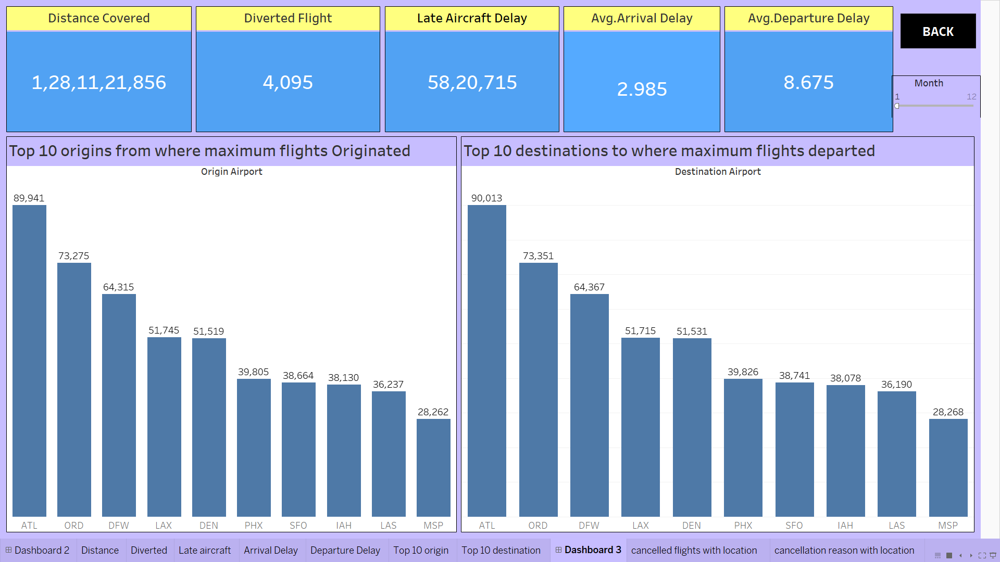 Distance Covered
1,28,11,21,856
Diverted Flight
4,095
Late Aircraft Delay
58,20,715
Avg.Arrival Delay
2.985
Avg.Departure Delay
8.675
BACK
Month
1 12
Top 10 origins from where maximum flights Originated
Origin Airport
89,941
73,275
64,315
51,745
51,519
39,805
38,664
38,130
36,237
28,262
ATL ORD DFW LAX DEN PHX SFO IAH LAS MSP
Top 10 destinations to where maximum flights departed
Destination Airport
90,013
73,351
64,367
51,715
51,531
39,826
38,741
38,078
36,190
28,268
ATL ORD DFW LAX DEN PHX SFO IAH LAS MSP
Dashboard 2 Distance Diverted Late aircraft Arrival Delay Departure Delay Top 10 origin Top 10 destination Dashboard 3 cancelled flights with location cancellation reason with location